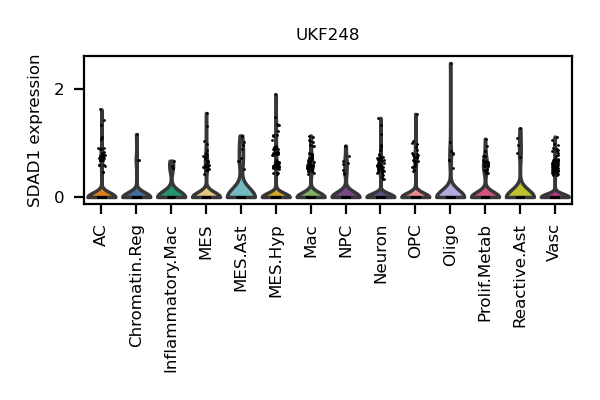 UKF248
SDAD1 expression
2
0
AC
Chromatin.Reg
Inflammatory.Mac
MES
MES.Ast
MES.Hyp
Mac
NPC
Neuron
OPC
Oligo
Prolif.Metab
Reactive.Ast
Vasc